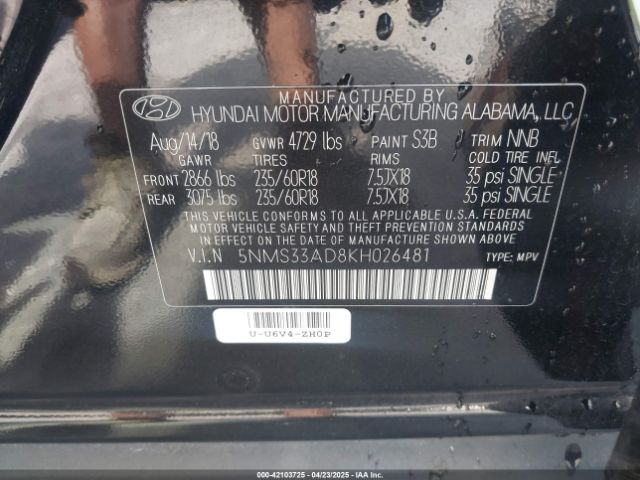 MANUFACTURED BY
HYUNDAI MOTOR MANUFACTURING ALABAMA, LLC
Aug/14/18 GVWR 4729 lbs PAINT S3B TRIM NNB
GAWR TIRES RIMS COLD TIRE INFL
FRONT 2866 lbs 235/60R18 7.5JX18 35 psi SINGLE
REAR 3075 lbs 235/60R18 7.5JX18 35 psi SINGLE
THIS VEHICLE CONFORMS TO ALL APPLICABLE U.S.A. FEDERAL
MOTOR VEHICLE SAFETY AND THEFT PREVENTION STANDARDS
IN EFFECT ON THE DATE OF MANUFACTURE SHOWN ABOVE.
V.I.N 5NMS33AD8KH026481 TYPE: MPV
U-U6V4-ZH0P
000-42103725 - 04/23/2025 - IAA Inc.